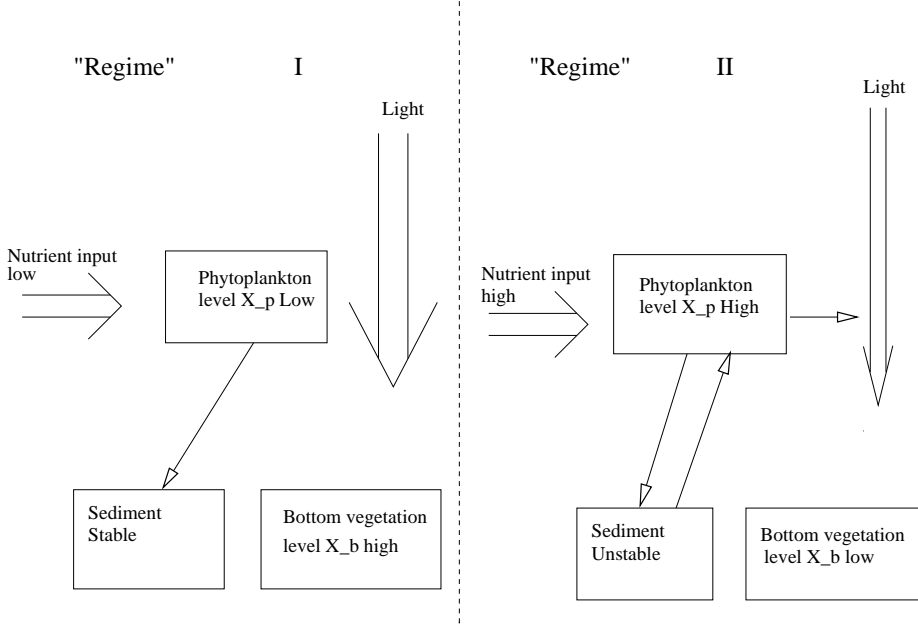 "Regime" I
Light
Nutrient input
low
Phytoplankton
level X_p Low
Sediment
Stable
Bottom vegetation
level X_b high
"Regime" II
Light
Nutrient input
high
Phytoplankton
level X_p High
Sediment
Unstable
Bottom vegetation
level X_b low